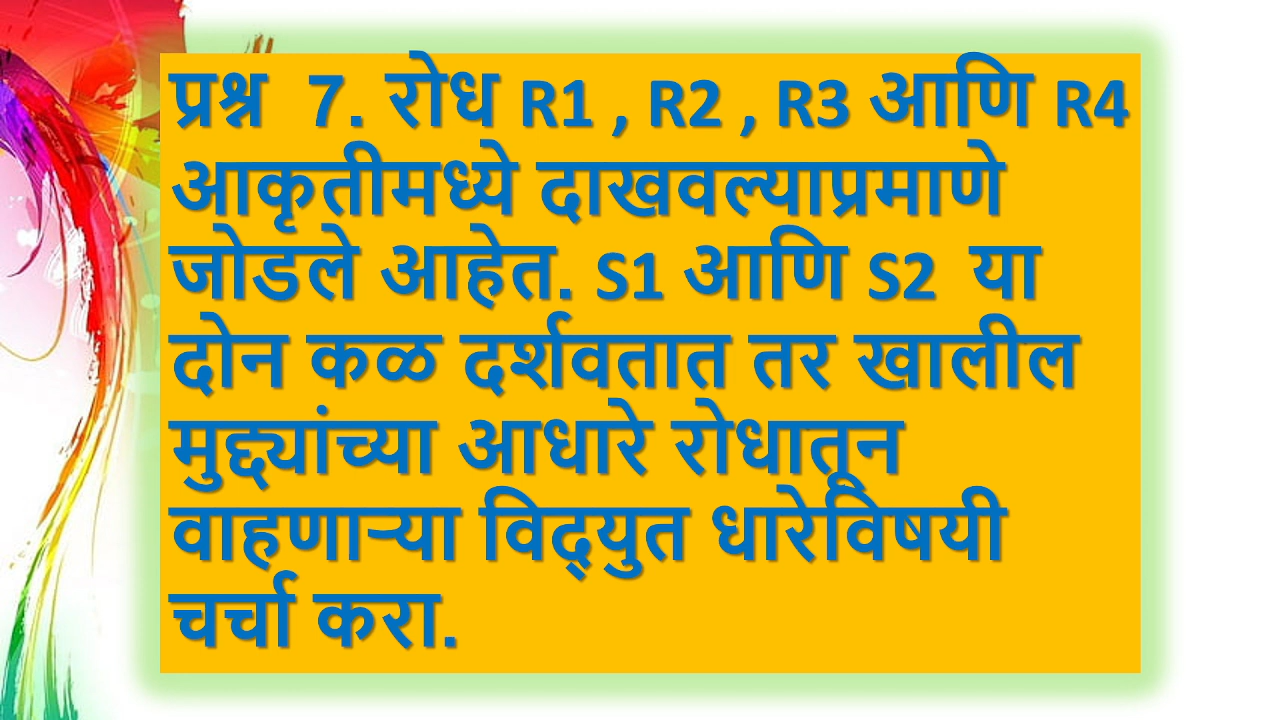 प्रश्न 7. रोध R1 , R2 , R3 आणि R4
आकृतीमध्ये दाखवल्याप्रमाणे
जोडले आहेत. S1 आणि S2 या
दोन कळ दर्शवतात तर खालील
मुद्द्यांच्या आधारे रोधातून
वाहणाऱ्या विद्‌युत धारेविषयी
चर्चा करा.